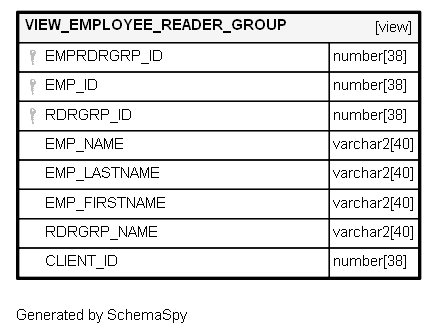 VIEW_EMPLOYEE_READER_GROUP [view]
EMPRDRGRP_ID number[38]
EMP_ID number[38]
RDRGRP_ID number[38]
EMP_NAME varchar2[40]
EMP_LASTNAME varchar2[40]
EMP_FIRSTNAME varchar2[40]
RDRGRP_NAME varchar2[40]
CLIENT_ID number[38]
Generated by SchemaSpy